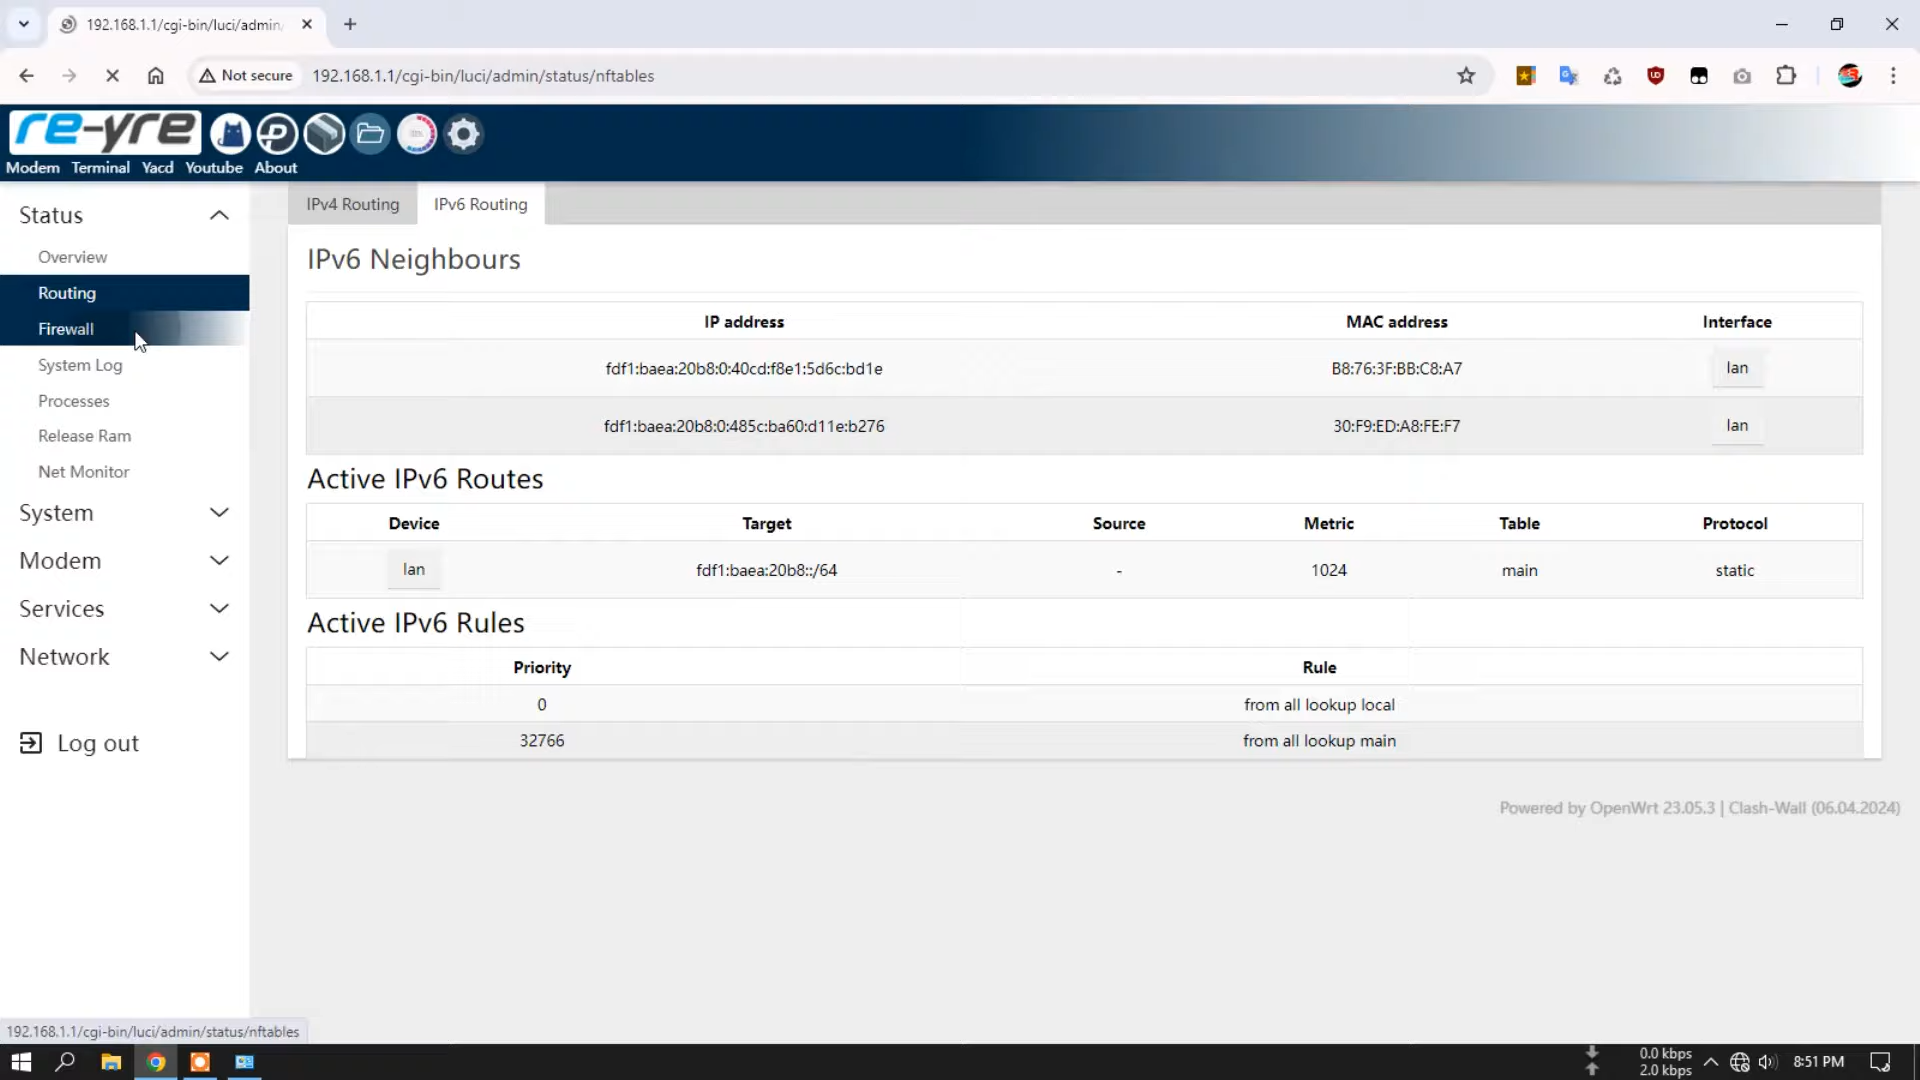 192.168.1.1/cgi-bin/luci/admin/
Not secure
192.168.1.1/cgi-bin/luci/admin/status/nftables
re-yre
Modem Terminal Yacd Youtube About
Status
Overview
Routing
Firewall
System Log
Processes
Release Ram
Net Monitor
System
Modem
Services
Network
Log out
IPv4 Routing IPv6 Routing
IPv6 Neighbours
IP address MAC address Interface
fdf1:baea:20b8:0:40cd:f8e1:5d6c:bd1e B8:76:3F:BB:C8:A7 lan
fdf1:baea:20b8:0:485c:ba60:d11e:b276 30:F9:ED:A8:FE:F7 lan
Active IPv6 Routes
Device Target Source Metric Table Protocol
lan fdf1:baea:20b8::/64 - 1024 main static
Active IPv6 Rules
Priority Rule
0 from all lookup local
32766 from all lookup main
Powered by OpenWrt 23.05.3 | Clash-Wall (06.04.2024)
192.168.1.1/cgi-bin/luci/admin/status/nftables
0.0 kbps
2.0 kbps
8:51 PM